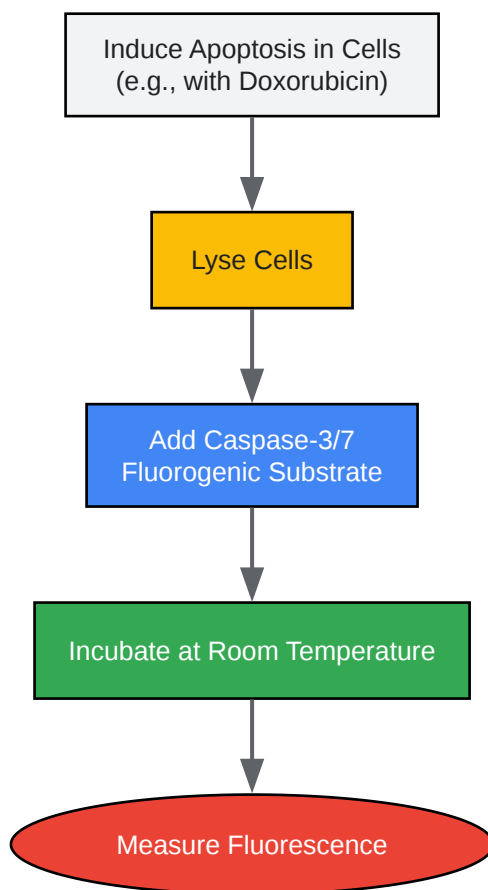 Induce Apoptosis in Cells
(e.g., with Doxorubicin)
Lyse Cells
Add Caspase-3/7
Fluorogenic Substrate
Incubate at Room Temperature
Measure Fluorescence